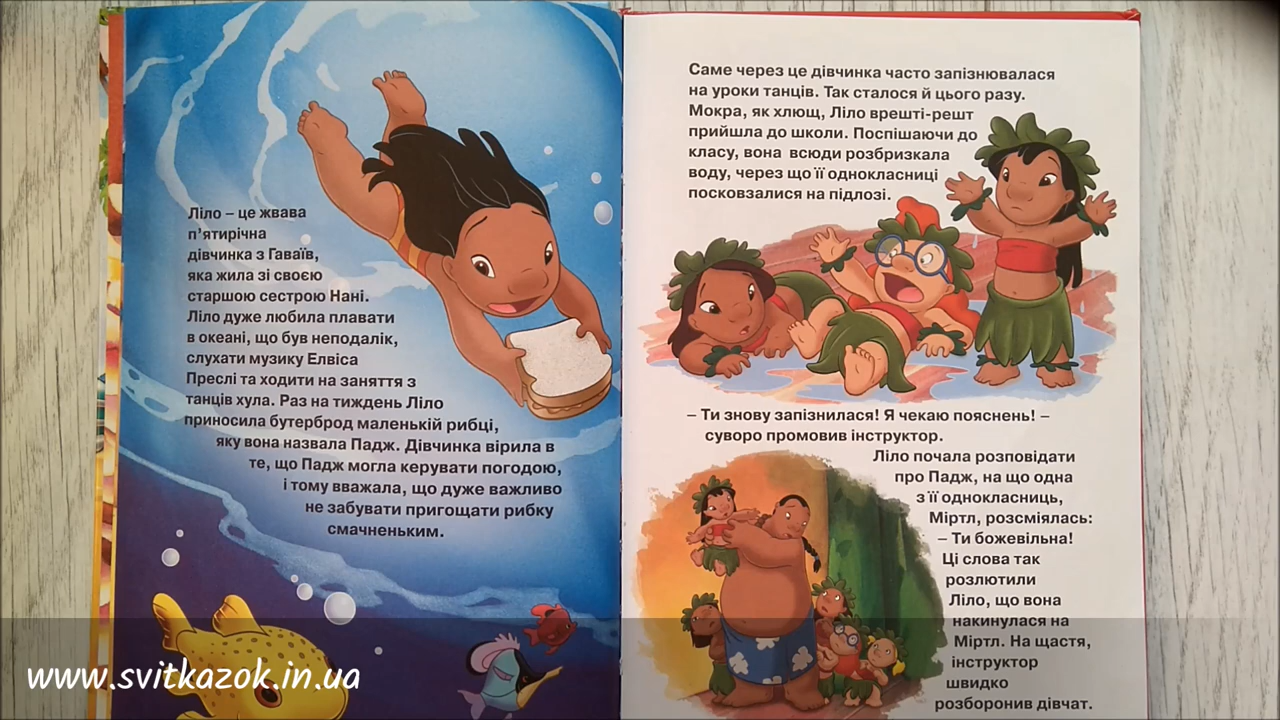 Ліло – це жвава
п’ятирічна
дівчинка з Гаваїв,
яка жила зі своєю
старшою сестрою Нані.
Ліло дуже любила плавати
в океані, що був неподалік,
слухати музику Елвіса
Преслі та ходити на заняття з
танців хула. Раз на тиждень Ліло
приносила бутерброд маленькій рибці,
яку вона назвала Падж. Дівчинка вірила в
те, що Падж могла керувати погодою,
і тому вважала, що дуже важливо
не забувати пригощати рибку
смачненьким.
Саме через це дівчинка часто запізнювалася
на уроки танців. Так сталося й цього разу.
Мокра, як хлющ, Ліло врешті-решт
прийшла до школи. Поспішаючи до
класу, вона всюди розбризкала
воду, через що її однокласниці
посковзалися на підлозі.
– Ти знову запізнилася! Я чекаю пояснень! –
суворо промовив інструктор.
Ліло почала розповідати
про Падж, на що одна
з її однокласниць,
Міртл, розсміялась:
– Ти божевільна!
Ці слова так
розлютили
Ліло, що вона
накинулася на
Міртл. На щастя,
інструктор
швидко
розборонив дівчат.
www.svitkazok.in.ua